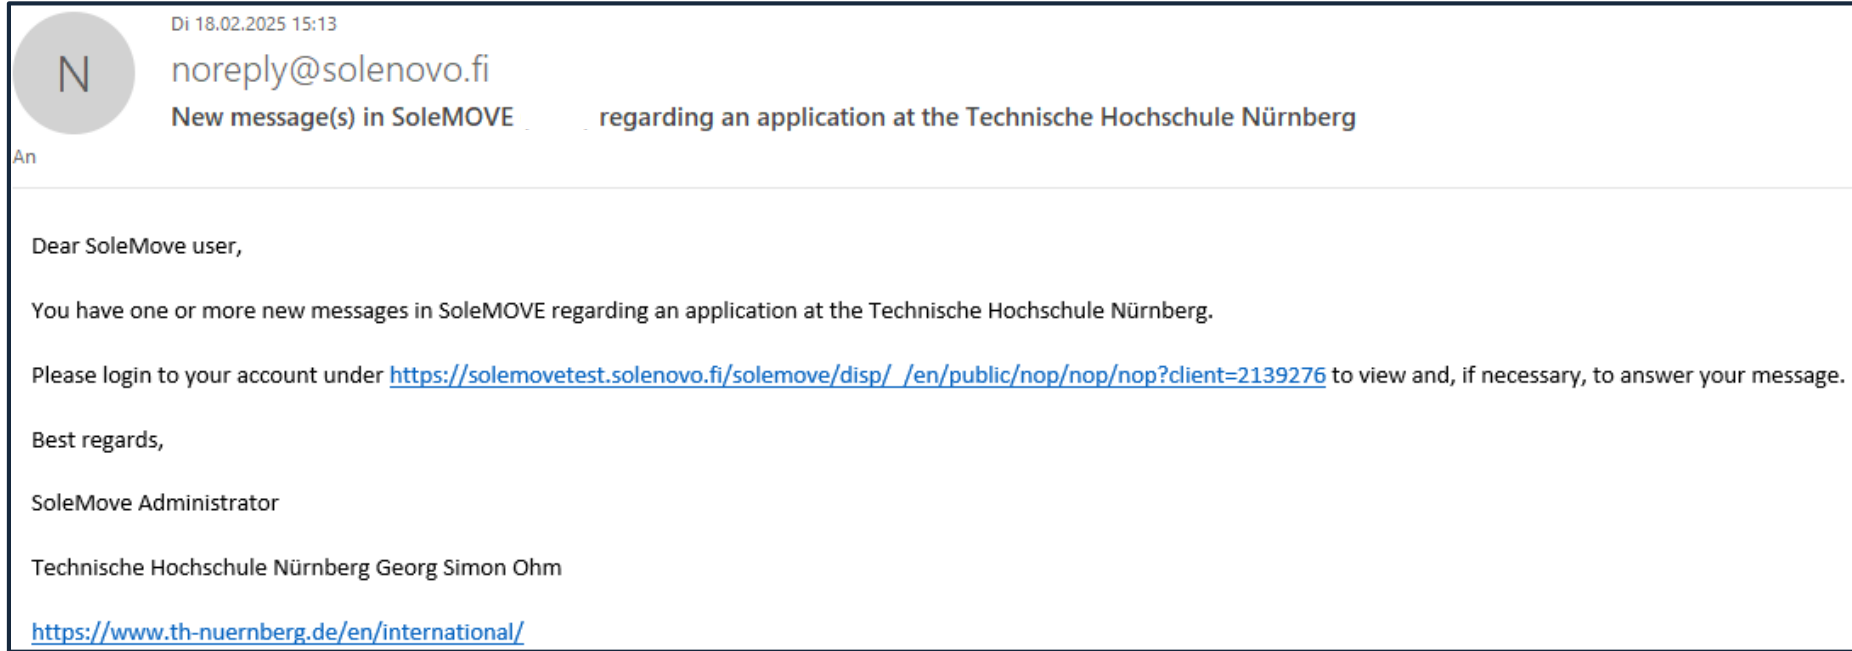 Di 18.02.2025 15:13
N
noreply@solenovo.fi
New message(s) in SoleMOVE regarding an application at the Technische Hochschule Nürnberg
An
Dear SoleMove user,
You have one or more new messages in SoleMOVE regarding an application at the Technische Hochschule Nürnberg.
Please login to your account under https://solemovetest.solenovo.fi/solemove/disp/_/en/public/nop/nop/nop?client=2139276 to view and, if necessary, to answer your message.
Best regards,
SoleMove Administrator
Technische Hochschule Nürnberg Georg Simon Ohm
https://www.th-nuernberg.de/en/international/